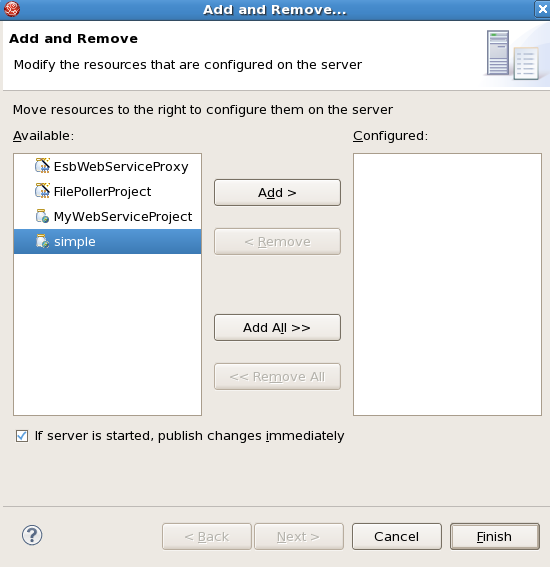 Add and Remove...
Add and Remove
Modify the resources that are configured on the server
Move resources to the right to configure them on the server
Available:
Configured:
EsbWebServiceProxy
FilePollerProject
MyWebServiceProject
simple
Add >
< Remove
Add All >>
<< Remove All
If server is started, publish changes immediately
?
< Back
Next >
Cancel
Finish